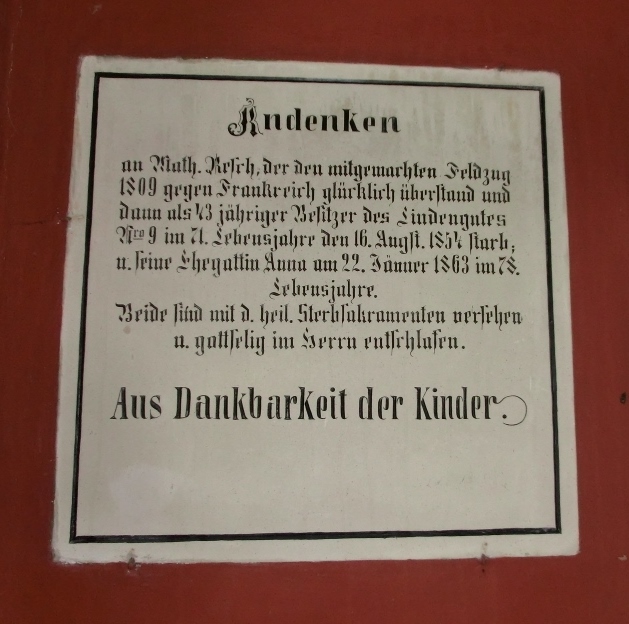 Andenken
an Math. Resch, der den mitgemachten Feldzug
1809 gegen Frankreich glücklich überstand und
dann als 43 jähriger Besitzer des Lindengutes
Nro 9 im 71. Lebensjahre den 16. Augst. 1854 starb;
u. seine Ehegattin Anna am 22. Jänner 1863 im 78.
Lebensjahre.
Beide sind mit d. heil. Sterbsakramenten versehen
u. gottselig im Herrn entschlafen.
Aus Dankbarkeit der Kinder.